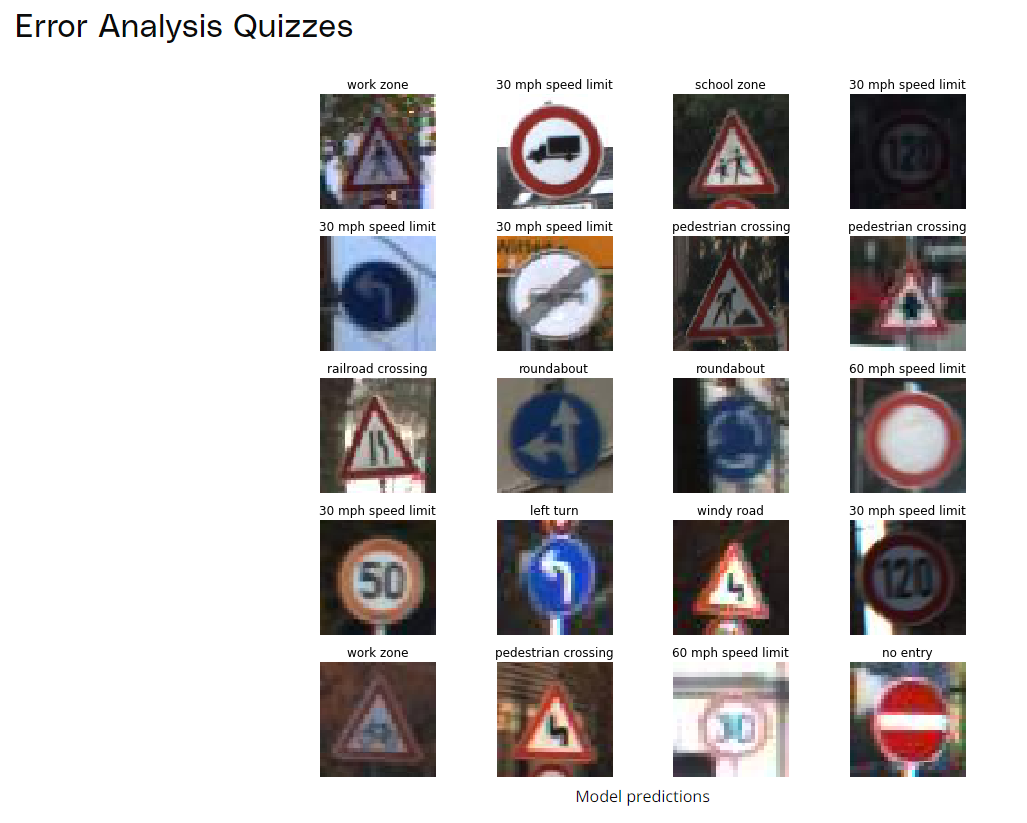 Error Analysis Quizzes
work zone 30 mph speed limit school zone 30 mph speed limit
120
30 mph speed limit 30 mph speed limit pedestrian crossing pedestrian crossing
railroad crossing roundabout roundabout 60 mph speed limit
30 mph speed limit left turn windy road 30 mph speed limit
50 120
work zone pedestrian crossing 60 mph speed limit no entry
30
Model predictions